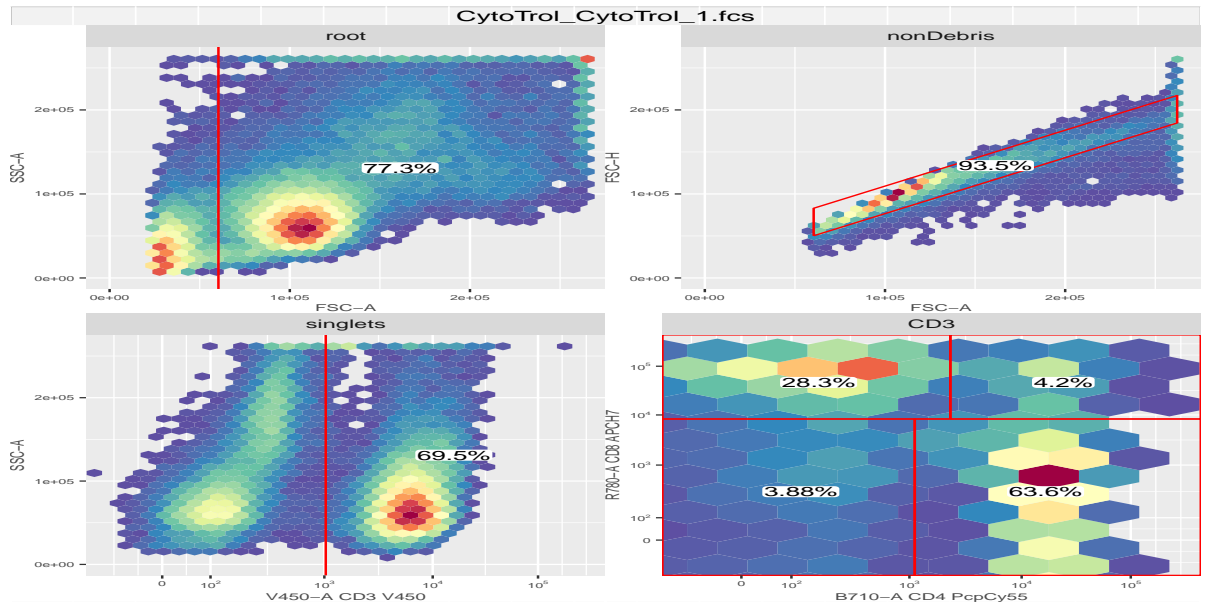 CytoTrol_CytoTrol_1.fcs
root
SSC-A
2e+05
1e+05
0e+00
77.3%
0e+00 1e+05 2e+05
FSC-A
nonDebris
FSC-H
2e+05
1e+05
0e+00
93.5%
0e+00 1e+05 2e+05
FSC-A
singlets
SSC-A
2e+05
1e+05
0e+00
69.5%
0 10² 10³ 10⁴ 10⁵
V450-A CD3 V450
CD3
R780-A CD8 APCH7
10⁵
10⁴
10³
10²
0
28.3% 4.2%
3.88% 63.6%
0 10² 10³ 10⁴ 10⁵
B710-A CD4 PcpCy55